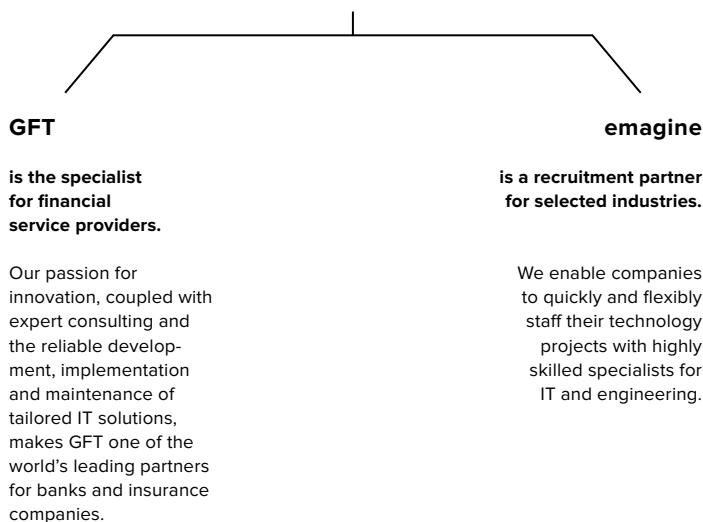 GFT
is the specialist
for financial
service providers.
Our passion for
innovation, coupled with
expert consulting and
the reliable develop-
ment, implementation
and maintenance of
tailored IT solutions,
makes GFT one of the
world’s leading partners
for banks and insurance
companies.
emagine
is a recruitment partner
for selected industries.
We enable companies
to quickly and flexibly
staff their technology
projects with highly
skilled specialists for
IT and engineering.